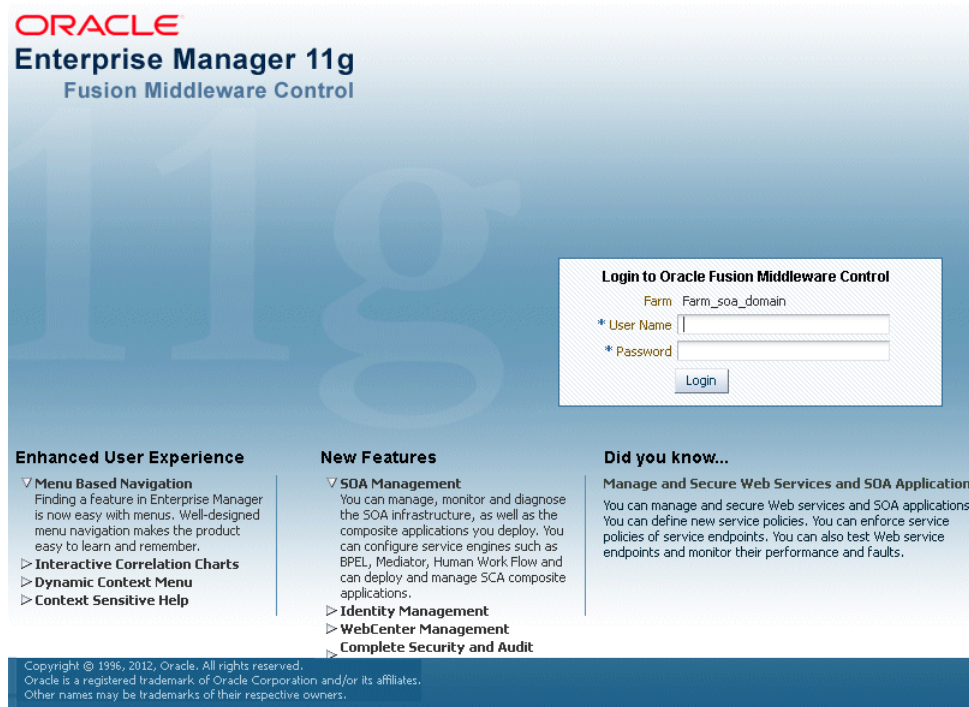 ORACLE
Enterprise Manager 11g
Fusion Middleware Control
11g
Login to Oracle Fusion Middleware Control
Farm Farm_soa_domain
* User Name
* Password
Login
Enhanced User Experience
Menu Based Navigation
Finding a feature in Enterprise Manager
is now easy with menus. Well-designed
menu navigation makes the product
easy to learn and remember.
Interactive Correlation Charts
Dynamic Context Menu
Context Sensitive Help
New Features
SOA Management
You can manage, monitor and diagnose
the SOA infrastructure, as well as the
composite applications you deploy. You
can configure service engines such as
BPEL, Mediator, Human Work Flow and
can deploy and manage SCA composite
applications.
Identity Management
WebCenter Management
Complete Security and Audit
Did you know...
Manage and Secure Web Services and SOA Application
You can manage and secure Web services and SOA applications
You can define new service policies. You can enforce service
policies of service endpoints. You can also test Web service
endpoints and monitor their performance and faults.
Copyright © 1996, 2012, Oracle. All rights reserved.
Oracle is a registered trademark of Oracle Corporation and/or its affiliates.
Other names may be trademarks of their respective owners.